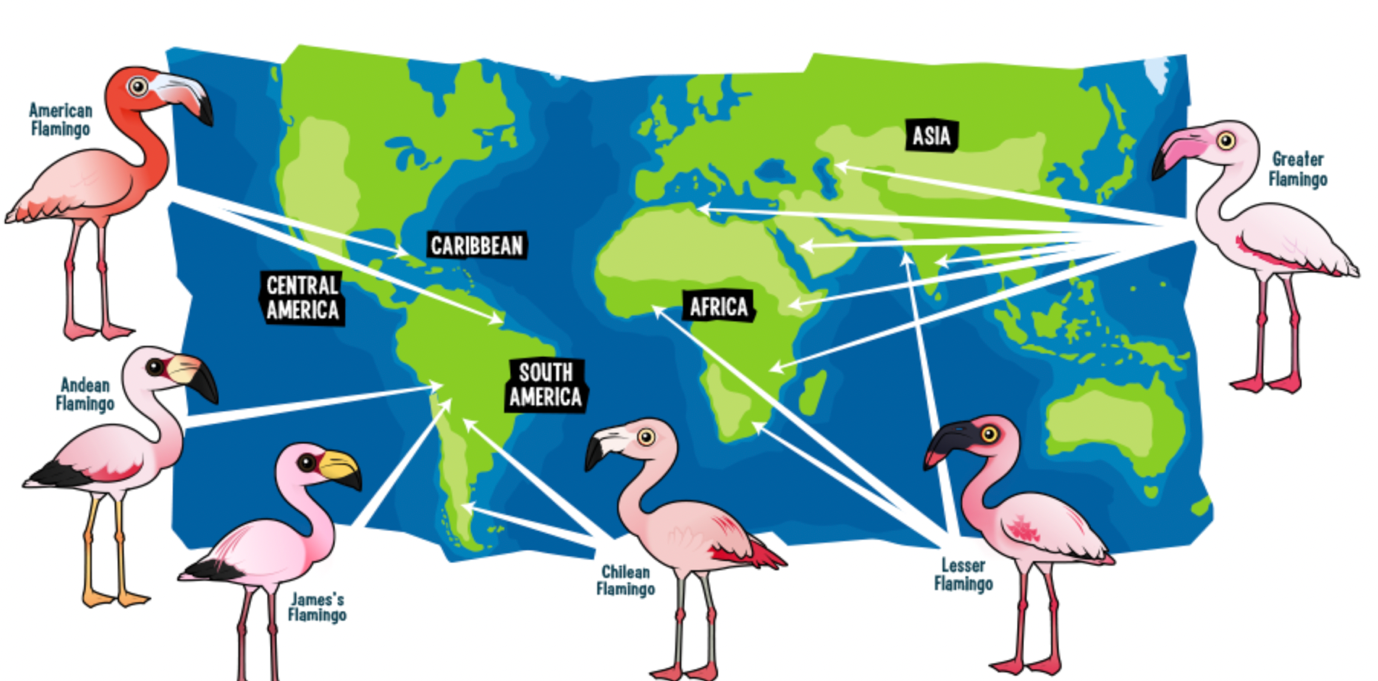 American
Flamingo
ASIA
Greater
Flamingo
CARIBBEAN
CENTRAL
AMERICA
AFRICA
SOUTH
AMERICA
Andean
Flamingo
James's
Flamingo
Chilean
Flamingo
Lesser
Flamingo